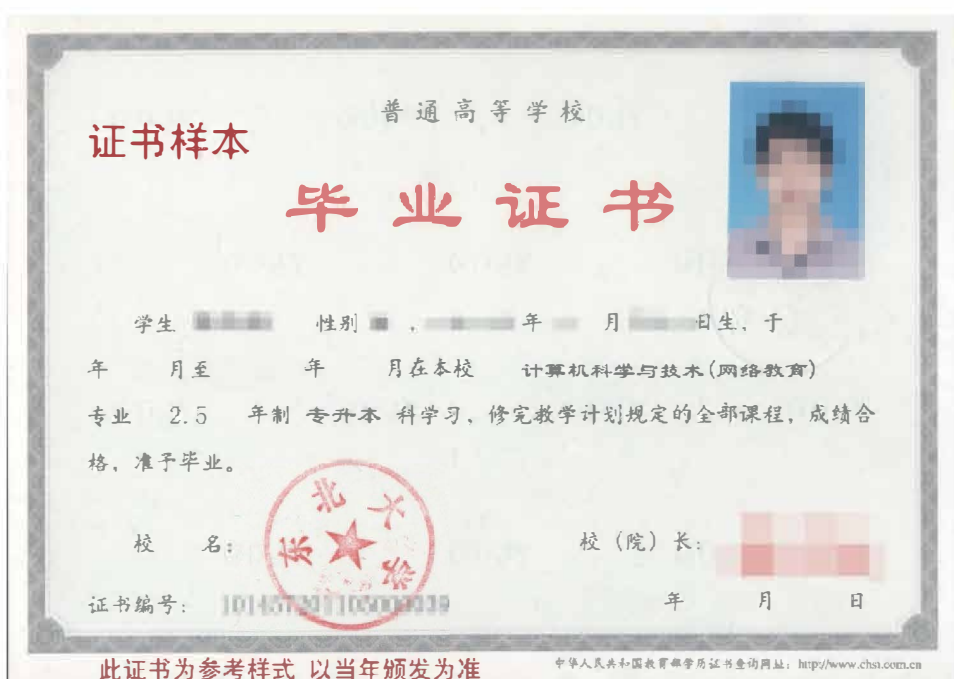 普通高等学校
证书样本
毕业证书
学生 性别 , 年 月 日生, 于
年 月至 年 月在本校 计算机科学与技术(网络教育)
专业 2.5 年制 专升本 科学习, 修完教学计划规定的全部课程, 成绩合
格, 准予毕业。
东北大学
校 名: 校 (院) 长:
证书编号: 年 月 日
此证书为参考样式 以当年颁发为准
中华人民共和国教育部学历证书查询网址: http://www.chsi.com.cn